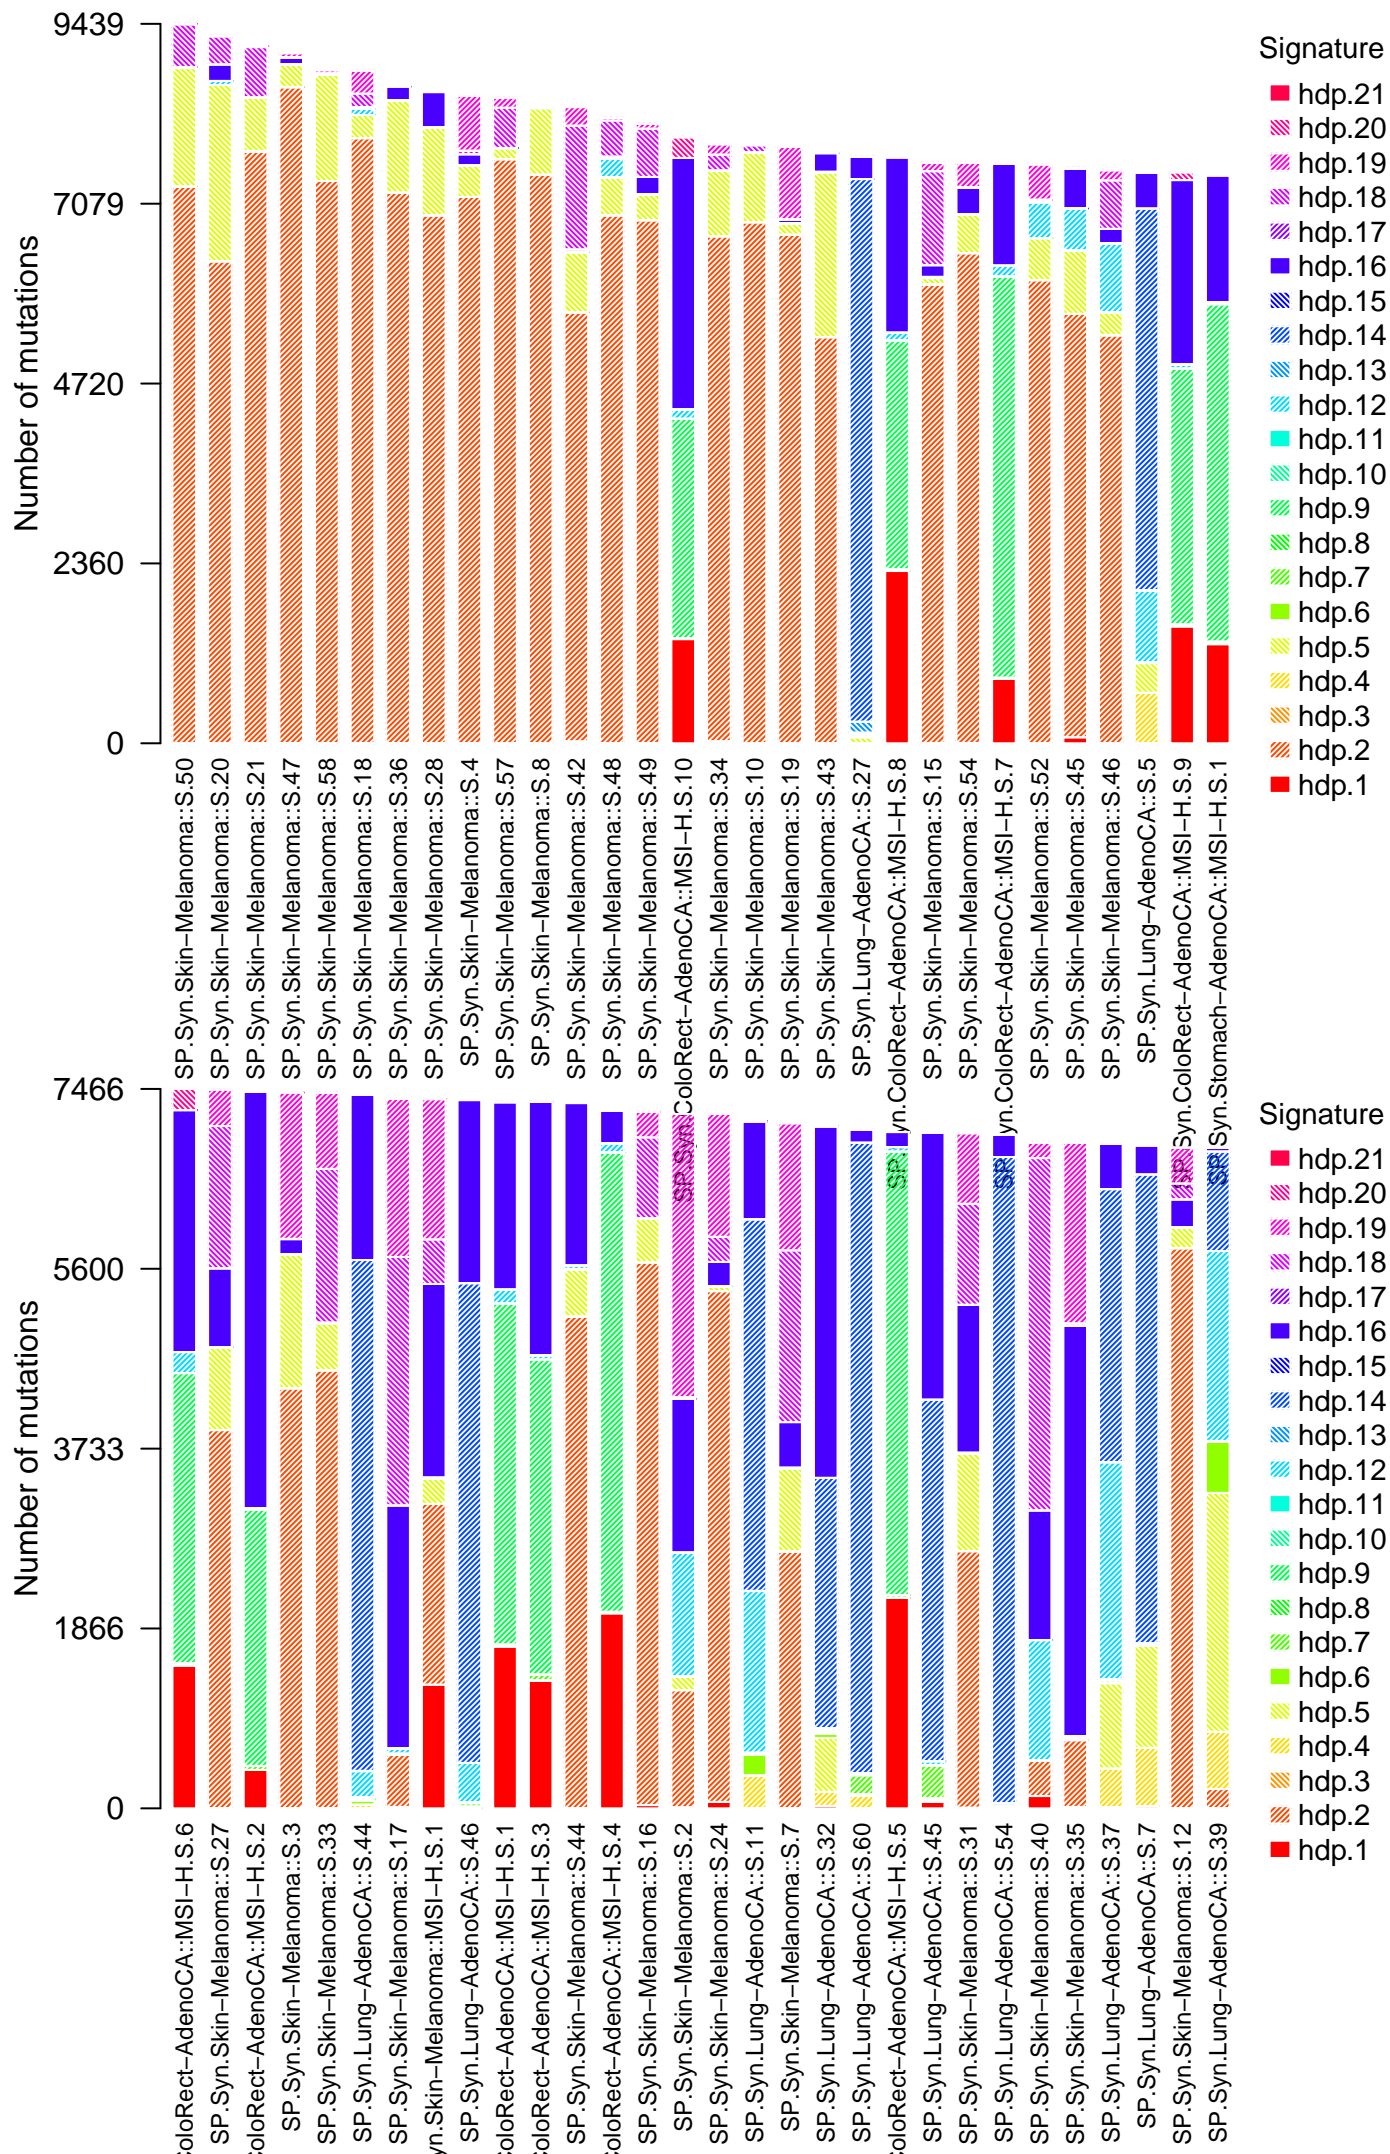 Number of mutations
9439
7079
4720
2360
0
SP.Syn.Skin−Melanoma::S.50
SP.Syn.Skin−Melanoma::S.20
SP.Syn.Skin−Melanoma::S.21
SP.Syn.Skin−Melanoma::S.47
SP.Syn.Skin−Melanoma::S.58
SP.Syn.Skin−Melanoma::S.18
SP.Syn.Skin−Melanoma::S.36
SP.Syn.Skin−Melanoma::S.28
SP.Syn.Skin−Melanoma::S.4
SP.Syn.Skin−Melanoma::S.57
SP.Syn.Skin−Melanoma::S.8
SP.Syn.Skin−Melanoma::S.42
SP.Syn.Skin−Melanoma::S.48
SP.Syn.Skin−Melanoma::S.49
SP.Syn.ColoRect−AdenoCA::MSI−H.S.10
SP.Syn.Skin−Melanoma::S.34
SP.Syn.Skin−Melanoma::S.10
SP.Syn.Skin−Melanoma::S.19
SP.Syn.Skin−Melanoma::S.43
SP.Syn.Lung−AdenoCA::S.27
SP.Syn.ColoRect−AdenoCA::MSI−H.S.8
SP.Syn.Skin−Melanoma::S.15
SP.Syn.Skin−Melanoma::S.54
SP.Syn.ColoRect−AdenoCA::MSI−H.S.7
SP.Syn.Skin−Melanoma::S.52
SP.Syn.Skin−Melanoma::S.45
SP.Syn.Skin−Melanoma::S.46
SP.Syn.Lung−AdenoCA::S.5
SP.Syn.ColoRect−AdenoCA::MSI−H.S.9
SP.Syn.Stomach−AdenoCA::MSI−H.S.1
Signature
hdp.21
hdp.20
hdp.19
hdp.18
hdp.17
hdp.16
hdp.15
hdp.14
hdp.13
hdp.12
hdp.11
hdp.10
hdp.9
hdp.8
hdp.7
hdp.6
hdp.5
hdp.4
hdp.3
hdp.2
hdp.1
Number of mutations
7466
5600
3733
1866
0
oloRect−AdenoCA::MSI−H.S.6
SP.Syn.Skin−Melanoma::S.27
oloRect−AdenoCA::MSI−H.S.2
SP.Syn.Skin−Melanoma::S.3
SP.Syn.Skin−Melanoma::S.33
SP.Syn.Lung−AdenoCA::S.44
SP.Syn.Skin−Melanoma::S.17
yn.Skin−Melanoma::MSI−H.S.1
SP.Syn.Lung−AdenoCA::S.46
oloRect−AdenoCA::MSI−H.S.1
oloRect−AdenoCA::MSI−H.S.3
SP.Syn.Skin−Melanoma::S.44
oloRect−AdenoCA::MSI−H.S.4
SP.Syn.Skin−Melanoma::S.16
SP.Syn.Skin−Melanoma::S.2
SP.Syn.Skin−Melanoma::S.24
SP.Syn.Lung−AdenoCA::S.11
SP.Syn.Skin−Melanoma::S.7
SP.Syn.Lung−AdenoCA::S.32
SP.Syn.Lung−AdenoCA::S.60
oloRect−AdenoCA::MSI−H.S.5
SP.Syn.Lung−AdenoCA::S.45
SP.Syn.Skin−Melanoma::S.31
SP.Syn.Lung−AdenoCA::S.54
SP.Syn.Skin−Melanoma::S.40
SP.Syn.Skin−Melanoma::S.35
SP.Syn.Lung−AdenoCA::S.37
SP.Syn.Lung−AdenoCA::S.7
SP.Syn.Skin−Melanoma::S.12
SP.Syn.Lung−AdenoCA::S.39
Signature
hdp.21
hdp.20
hdp.19
hdp.18
hdp.17
hdp.16
hdp.15
hdp.14
hdp.13
hdp.12
hdp.11
hdp.10
hdp.9
hdp.8
hdp.7
hdp.6
hdp.5
hdp.4
hdp.3
hdp.2
hdp.1